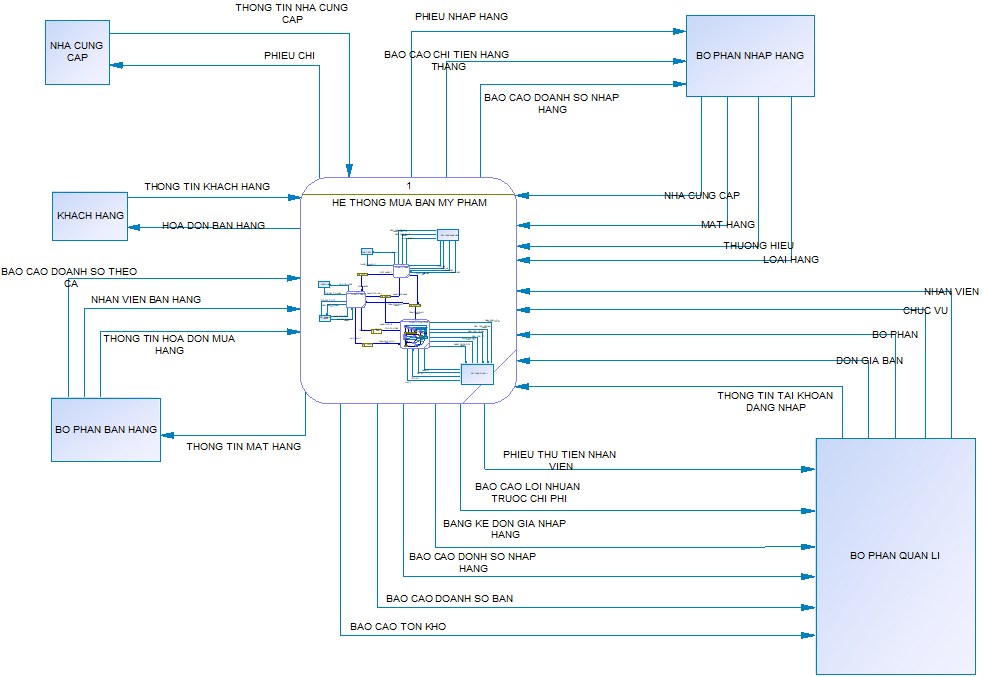 THONG TIN NHA CUNG
CAP
PHIEU NHAP HANG
NHA CUNG
CAP
PHIEU CHI
BAO CAO CHI TIEN HANG
THANG
BO PHAN NHAP HANG
BAO CAO DOANH SO NHAP
HANG
THONG TIN KHACH HANG
1
HE THONG MUA BAN MY PHAM
NHA CUNG CAP
KHACH HANG
HOA DON BAN HANG
MAT HANG
THUONG HIEU
LOAI HANG
BAO CAO DOANH SO THEO
CA
NHAN VIEN BAN HANG
NHAN VIEN
CHUC VU
THONG TIN HOA DON MUA
HANG
BO PHAN
DON GIA BAN
THONG TIN TAI KHOAN
DANG NHAP
BO PHAN BAN HANG
THONG TIN MAT HANG
PHIEU THU TIEN NHAN
VIEN
BAO CAO LOI NHUAN
TRUOC CHI PHI
BANG KE DON GIA NHAP
HANG
BAO CAO DONH SO NHAP
HANG
BO PHAN QUAN LI
BAO CAO DOANH SO BAN
BAO CAO TON KHO